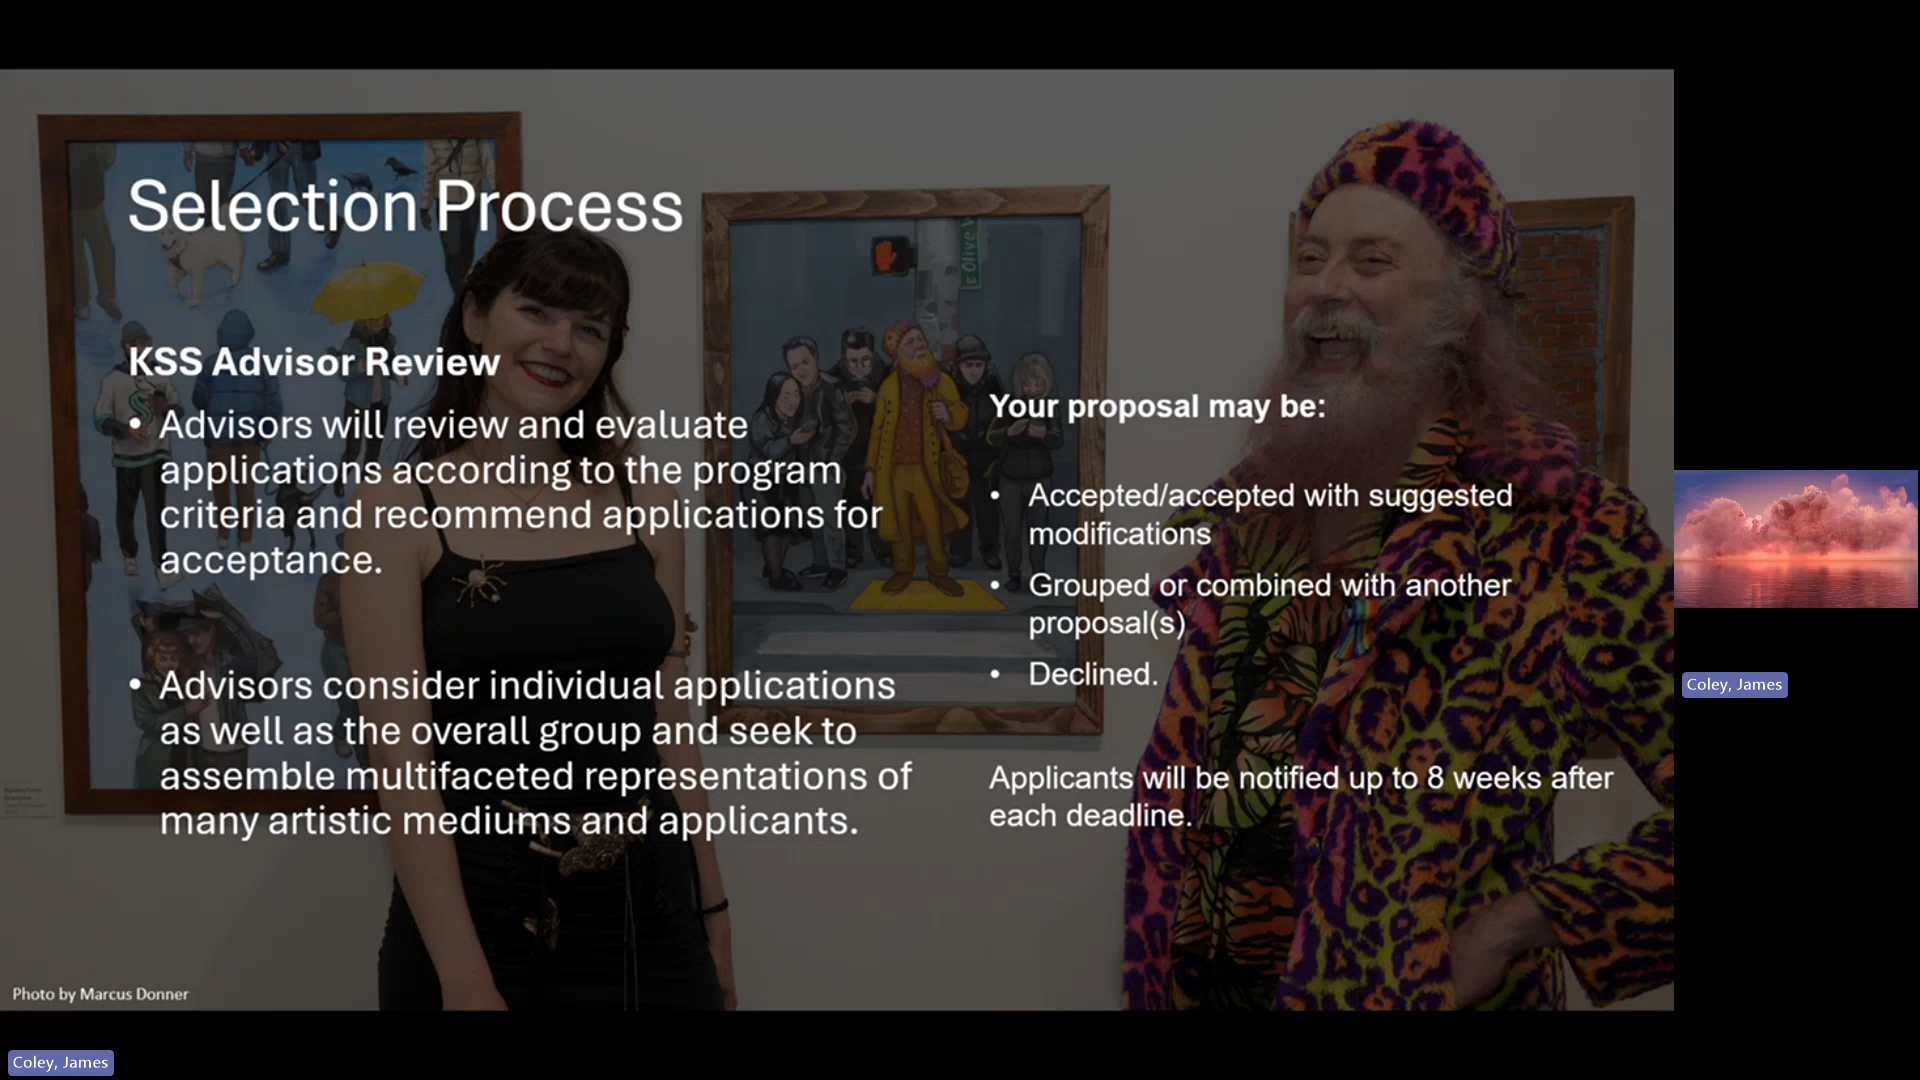 Selection Process
KSS Advisor Review
• Advisors will review and evaluate
applications according to the program
criteria and recommend applications for
acceptance.
• Advisors consider individual applications
as well as the overall group and seek to
assemble multifaceted representations of
many artistic mediums and applicants.
Your proposal may be:
• Accepted/accepted with suggested
modifications
• Grouped or combined with another
proposal(s)
• Declined.
Applicants will be notified up to 8 weeks after
each deadline.
E Olive
Photo by Marcus Donner
Coley, James
Coley, James